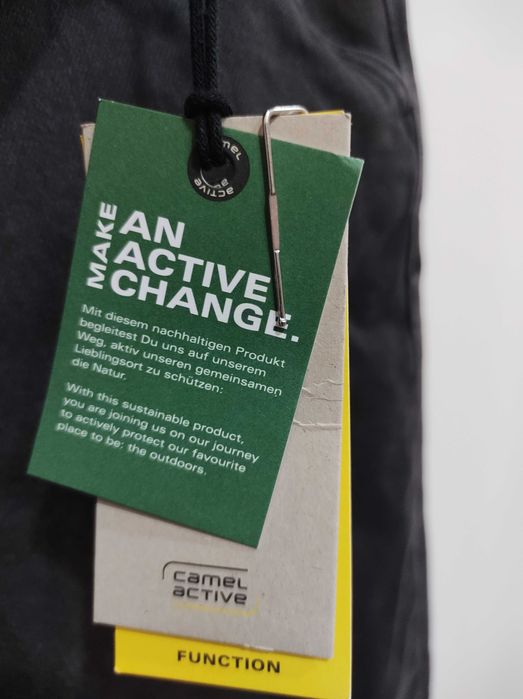 camel
active
MAKE
AN
ACTIVE
CHANGE.
Mit diesem nachhaltigen Produkt
begleitest Du uns auf unserem
Weg, aktiv unseren gemeinsamen
Lieblingsort zu schützen:
die Natur.
With this sustainable product,
you are joining us on our journey
to actively protect our favourite
place to be: the outdoors.
camel
active
FUNCTION